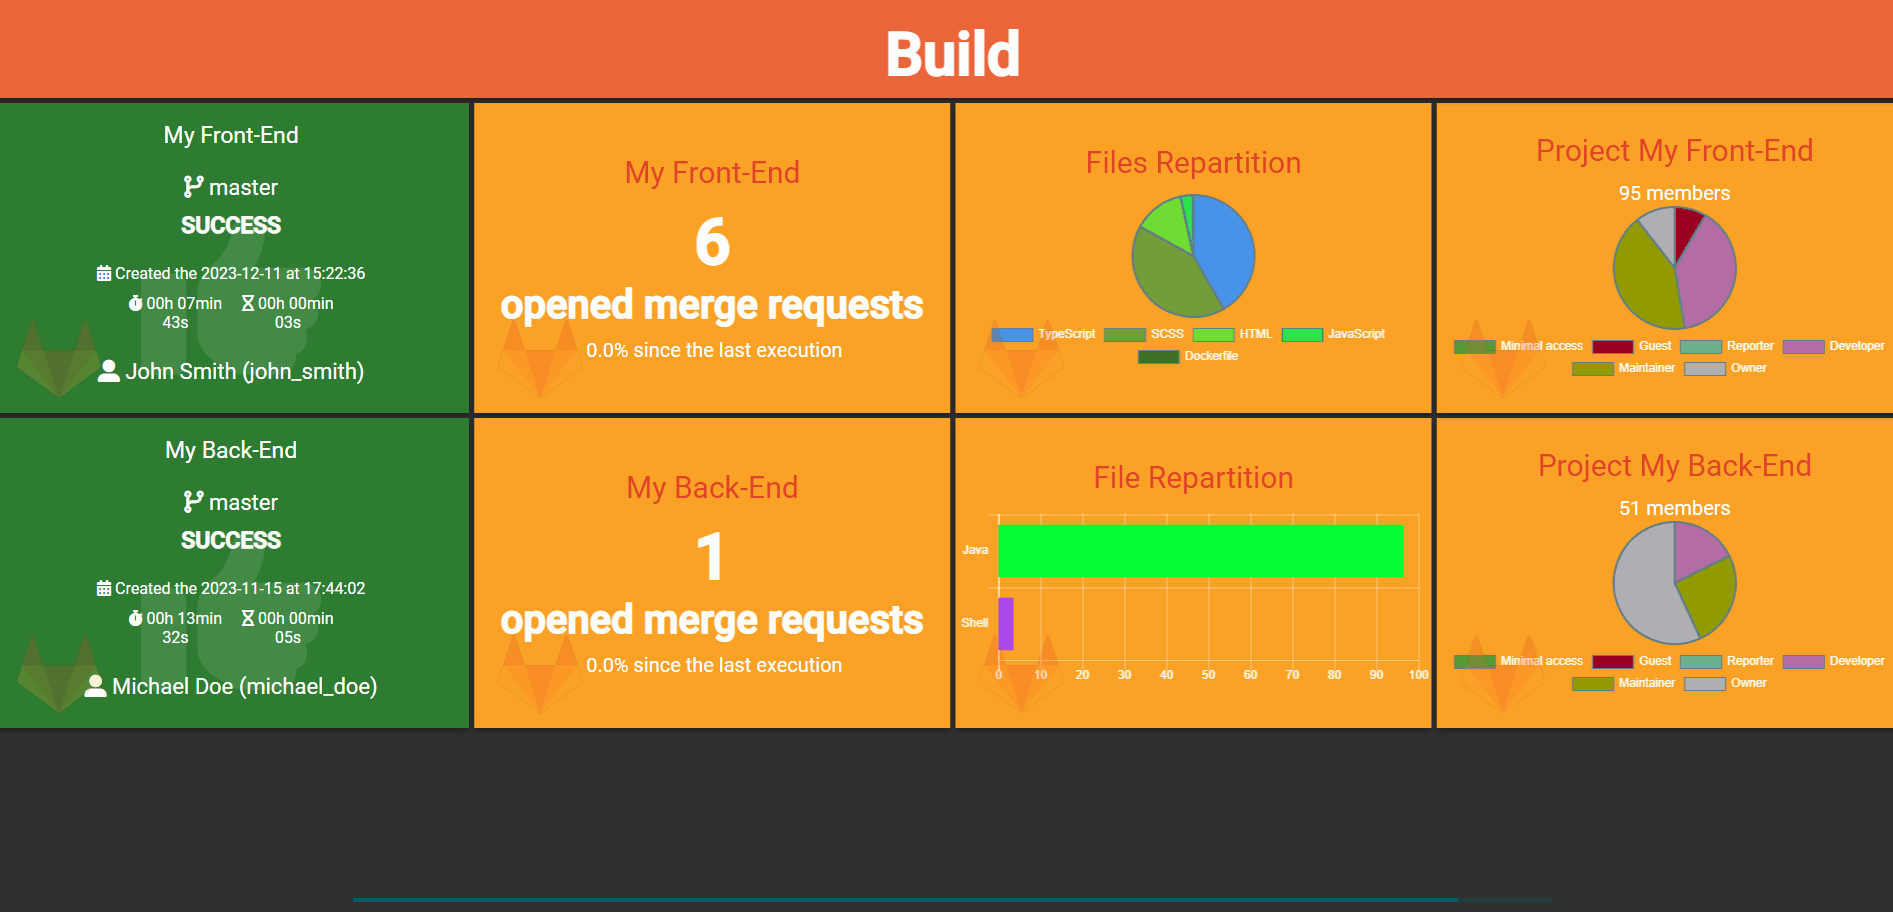 Build
My Front-End
master
SUCCESS
Created the 2023-12-11 at 15:22:36
00h 07min
43s
00h 00min
03s
John Smith (john_smith)
My Front-End
6
opened merge requests
0.0% since the last execution
Files Repartition
TypeScript SCSS HTML JavaScript
Dockerfile
Project My Front-End
95 members
Minimal access Guest Reporter Developer
Maintainer Owner
My Back-End
master
SUCCESS
Created the 2023-11-15 at 17:44:02
00h 13min
32s
00h 00min
05s
Michael Doe (michael_doe)
My Back-End
1
opened merge requests
0.0% since the last execution
File Repartition
Java
Shell
0 10 20 30 40 50 60 70 80 90 100
Project My Back-End
51 members
Minimal access Guest Reporter Developer
Maintainer Owner